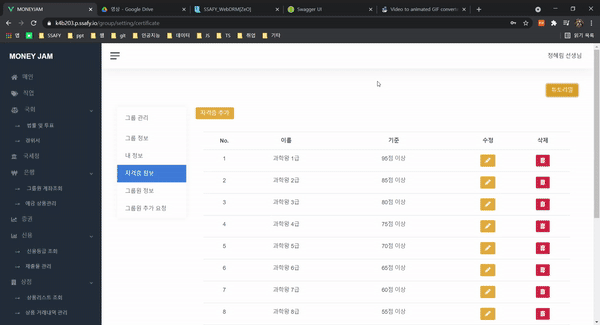 MONEYJAM
영상 - Google Drive
SSAFY_WebORM(ZeO)
Swagger UI
Video to animated GIF conver
k4b203.p.ssafy.io/group/setting/certificate
앱
SSAFY
ppt
웹
git
인공지능
데이터
JS
TS
취업
기타
읽기 목록
MONEY JAM
정혜림 선생님
메인
직업
국회
법률 및 투표
경위서
국세청
은행
그룹원 계좌조회
예금 상품관리
증권
신용
신용등급 조회
제출물 관리
상점
상품리스트 조회
상품 거래내역 관리
튜토리얼
그룹 관리
그룹 정보
내 정보
자격증 정보
그룹원 정보
그룹원 추가 요청
자격증 추가
No. 이름 기준 수정 삭제
1 과학왕 1급 95점 이상
2 과학왕 2급 85점 이상
3 과학왕 3급 80점 이상
4 과학왕 4급 75점 이상
5 과학왕 5급 70점 이상
6 과학왕 6급 65점 이상
7 과학왕 7급 60점 이상
8 과학왕 8급 55점 이상